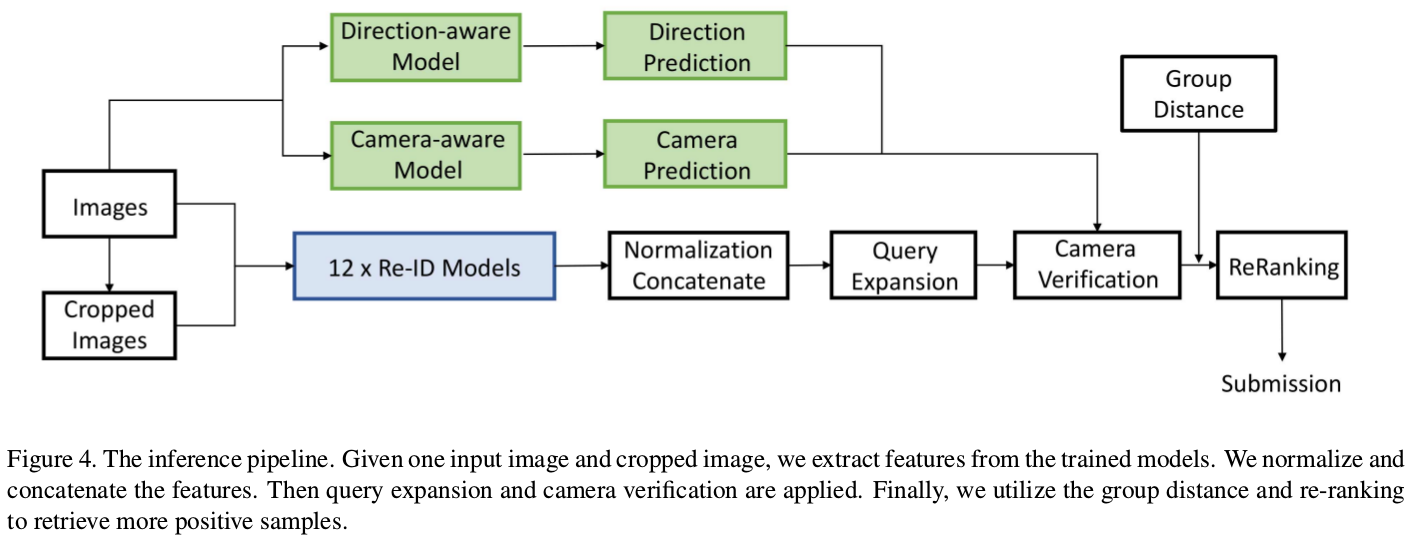 Direction-aware
Model
Direction
Prediction
Group
Distance
Camera-aware
Model
Camera
Prediction
Images
Cropped
Images
12 x Re-ID Models
Normalization
Concatenate
Query
Expansion
Camera
Verification
ReRanking
Submission
Figure 4. The inference pipeline. Given one input image and cropped image, we extract features from the trained models. We normalize and
concatenate the features. Then query expansion and camera verification are applied. Finally, we utilize the group distance and re-ranking
to retrieve more positive samples.